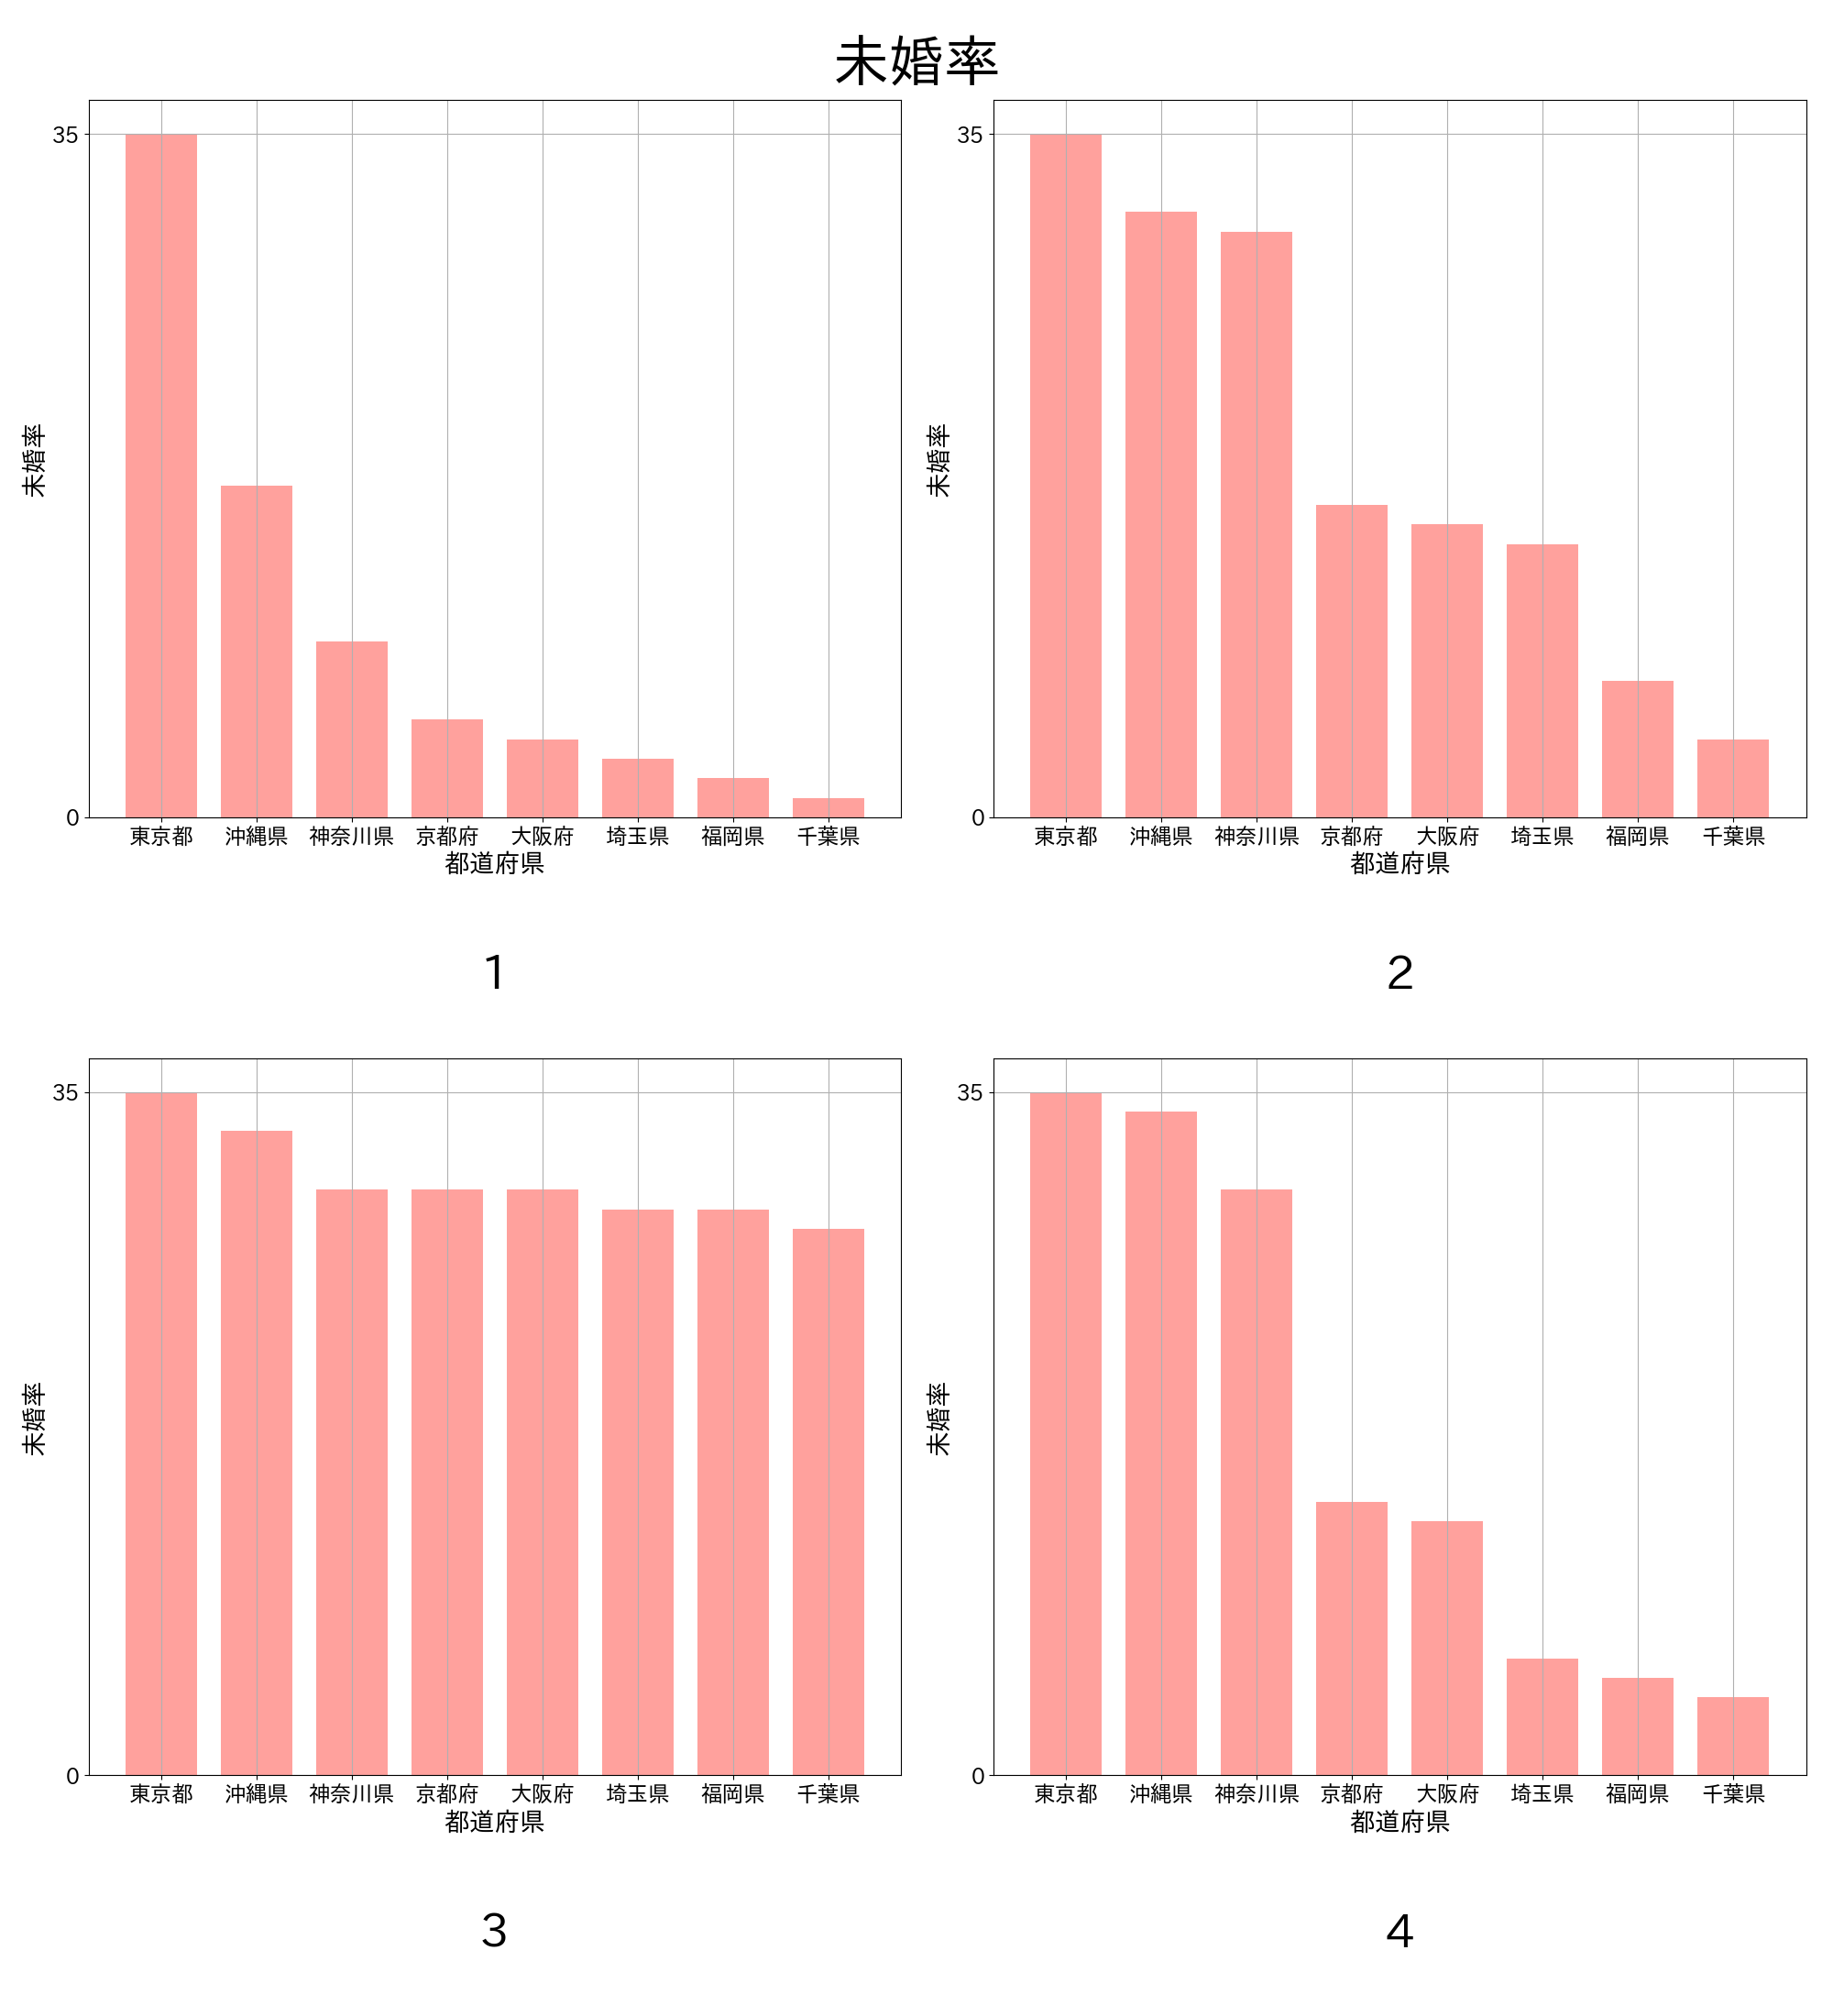 未婚率
35
0
未婚率
東京都 沖縄県 神奈川県 京都府 大阪府 埼玉県 福岡県 千葉県
都道府県
1
35
0
未婚率
東京都 沖縄県 神奈川県 京都府 大阪府 埼玉県 福岡県 千葉県
都道府県
2
35
0
未婚率
東京都 沖縄県 神奈川県 京都府 大阪府 埼玉県 福岡県 千葉県
都道府県
3
35
0
未婚率
東京都 沖縄県 神奈川県 京都府 大阪府 埼玉県 福岡県 千葉県
都道府県
4